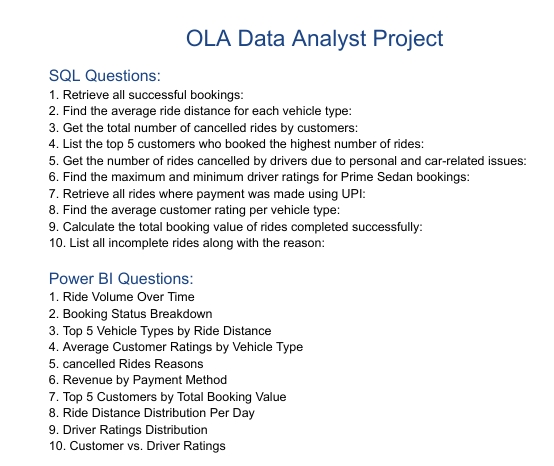 OLA Data Analyst Project
SQL Questions:
1. Retrieve all successful bookings:
2. Find the average ride distance for each vehicle type:
3. Get the total number of cancelled rides by customers:
4. List the top 5 customers who booked the highest number of rides:
5. Get the number of rides cancelled by drivers due to personal and car-related issues:
6. Find the maximum and minimum driver ratings for Prime Sedan bookings:
7. Retrieve all rides where payment was made using UPI:
8. Find the average customer rating per vehicle type:
9. Calculate the total booking value of rides completed successfully:
10. List all incomplete rides along with the reason:
Power BI Questions:
1. Ride Volume Over Time
2. Booking Status Breakdown
3. Top 5 Vehicle Types by Ride Distance
4. Average Customer Ratings by Vehicle Type
5. cancelled Rides Reasons
6. Revenue by Payment Method
7. Top 5 Customers by Total Booking Value
8. Ride Distance Distribution Per Day
9. Driver Ratings Distribution
10. Customer vs. Driver Ratings